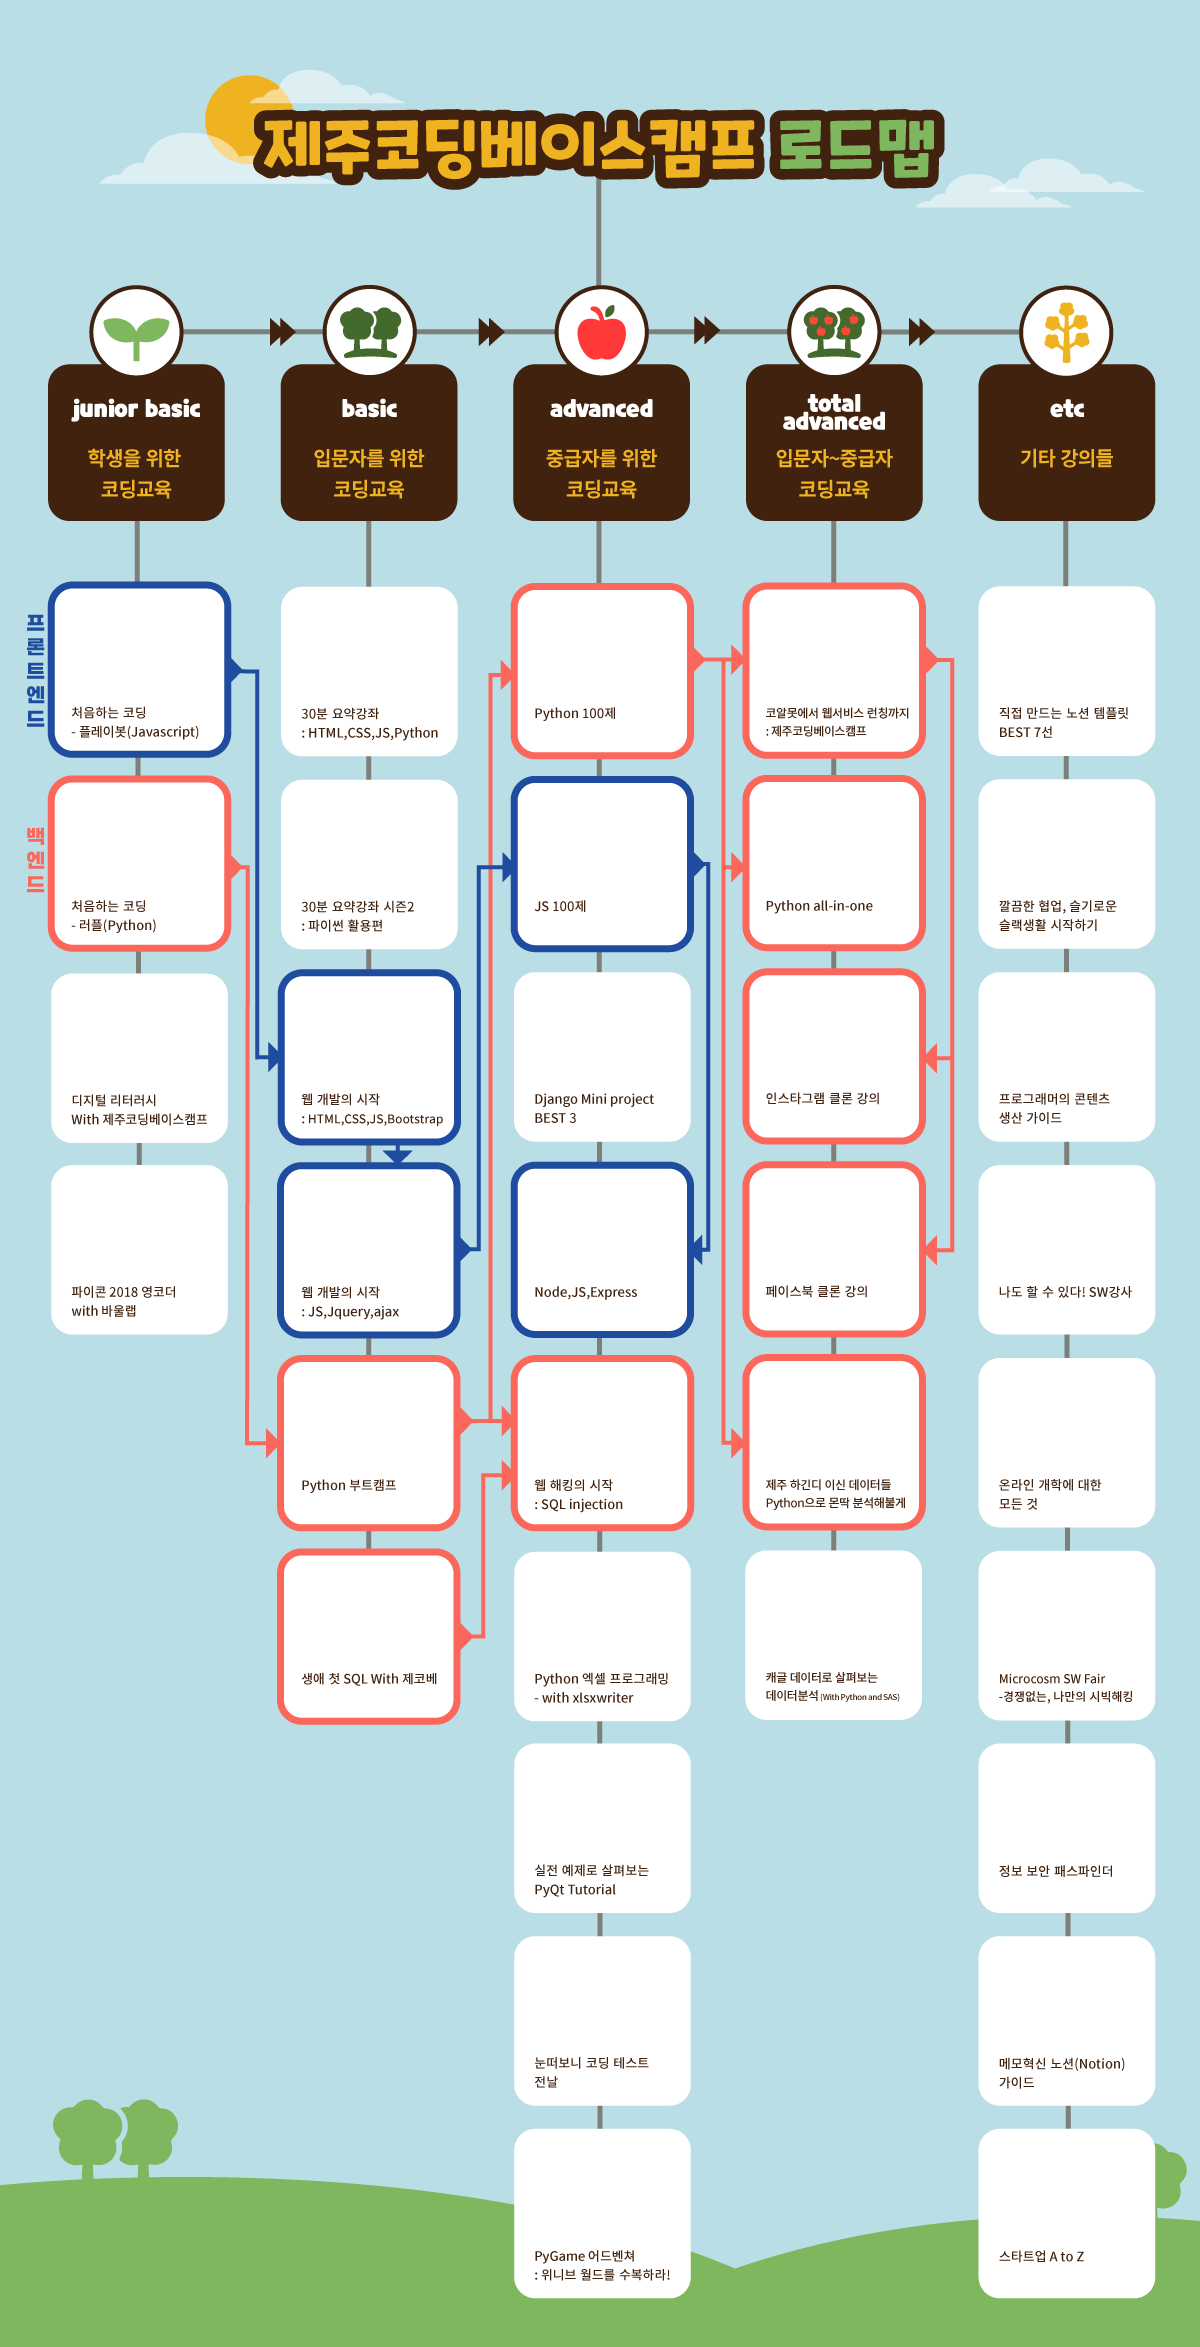 제주코딩베이스캠프 로드맵
junior basic
학생을 위한
코딩교육
basic
입문자를 위한
코딩교육
advanced
중급자를 위한
코딩교육
total
advanced
입문자~중급자
코딩교육
etc
기타 강의들
프론트엔드
백엔드
처음하는 코딩
- 플레이봇(Javascript)
처음하는 코딩
- 러플(Python)
디지털 리터러시
With 제주코딩베이스캠프
파이콘 2018 영코더
with 바울랩
30분 요약강좌
: HTML,CSS,JS,Python
30분 요약강좌 시즌2
: 파이썬 활용편
웹 개발의 시작
: HTML,CSS,JS,Bootstrap
웹 개발의 시작
: JS,Jquery,ajax
Python 부트캠프
생애 첫 SQL With 제코베
Python 100제
JS 100제
Django Mini project
BEST 3
Node,JS,Express
웹 해킹의 시작
: SQL injection
Python 엑셀 프로그래밍
- with xlsxwriter
실전 예제로 살펴보는
PyQt Tutorial
눈떠보니 코딩 테스트
전날
PyGame 어드벤쳐
: 위니브 월드를 수복하라!
코알못에서 웹서비스 런칭까지
: 제주코딩베이스캠프
Python all-in-one
인스타그램 클론 강의
페이스북 클론 강의
제주 하긴디 이신 데이터들
Python으로 몬딱 분석해불게
캐글 데이터로 살펴보는
데이터분석 (With Python and SAS)
직접 만드는 노션 템플릿
BEST 7선
깔끔한 협업, 슬기로운
슬랙생활 시작하기
프로그래머의 콘텐츠
생산 가이드
나도 할 수 있다! SW강사
온라인 개학에 대한
모든 것
Microcosm SW Fair
-경쟁없는, 나만의 시빅해킹
정보 보안 패스파인더
메모혁신 노션(Notion)
가이드
스타트업 A to Z